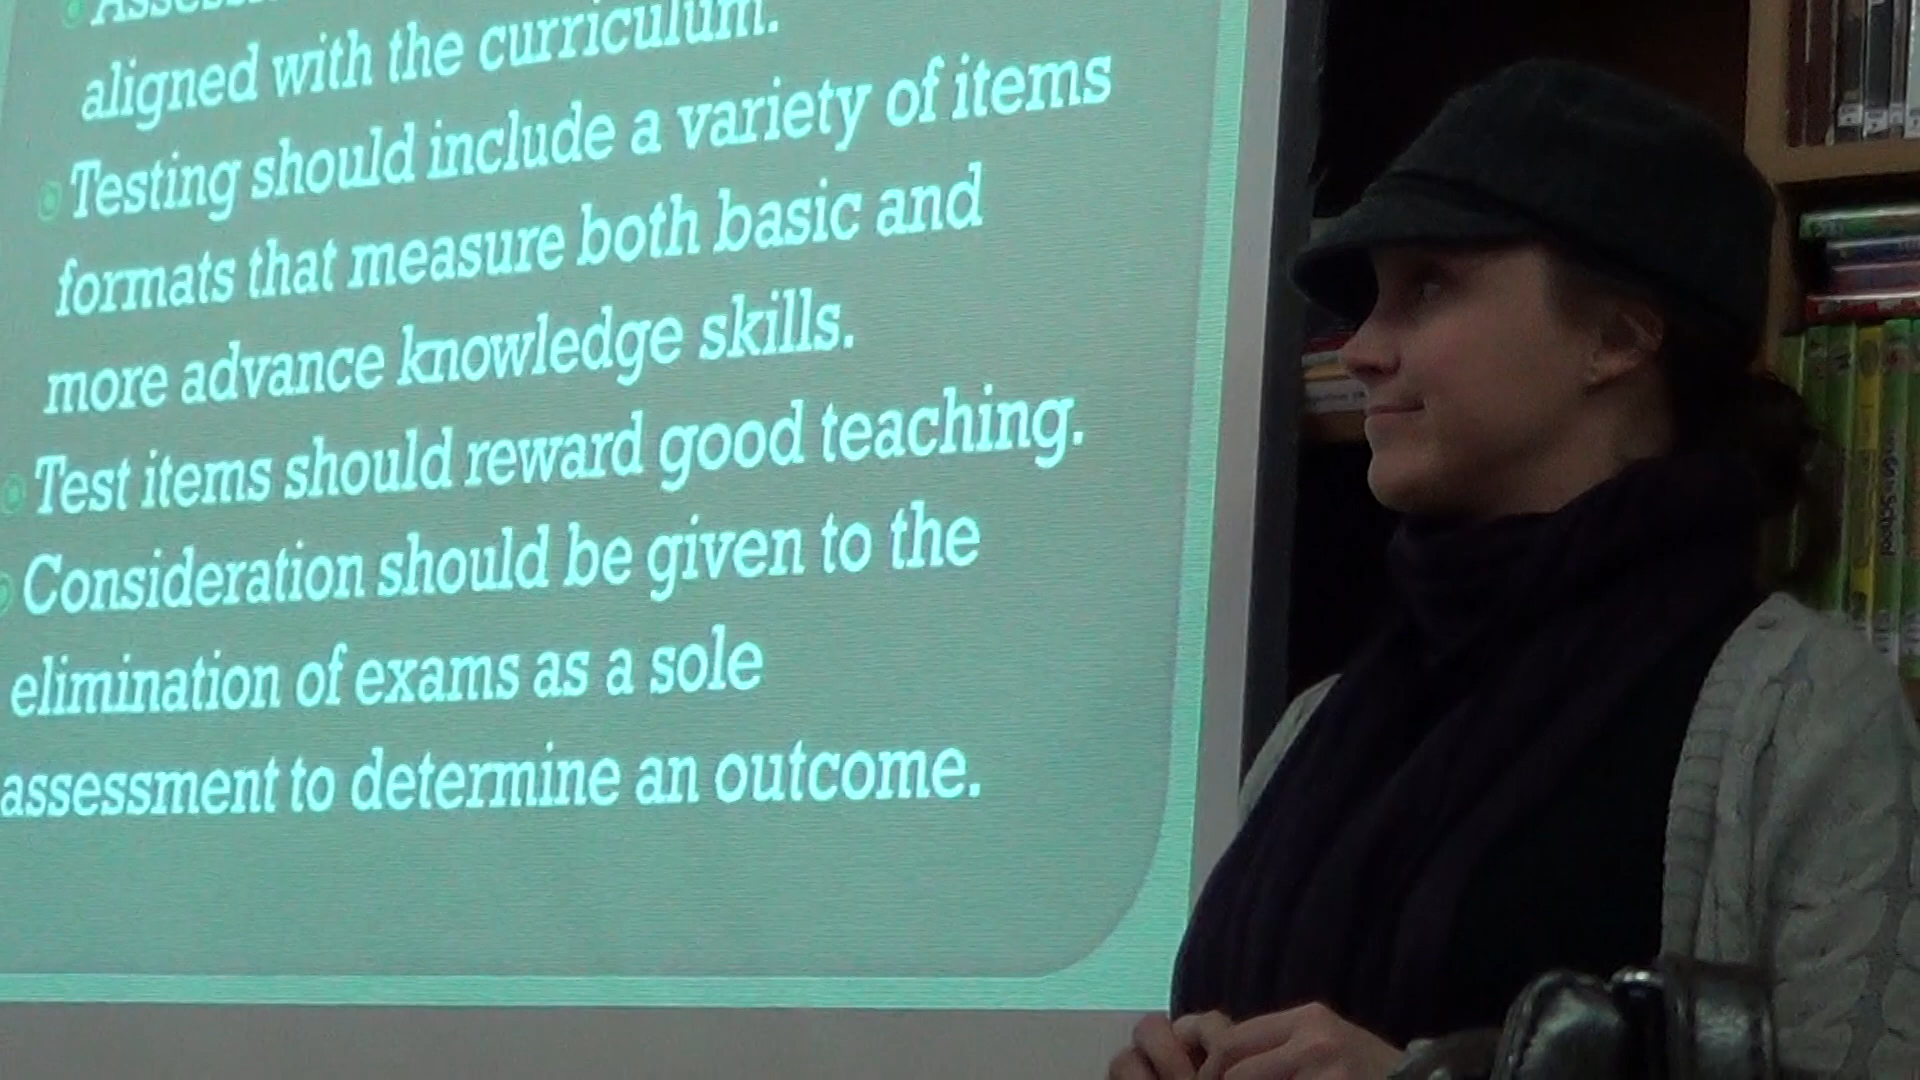 aligned with the curriculum.
Testing should include a variety of items
formats that measure both basic and
more advance knowledge skills.
Test items should reward good teaching.
Consideration should be given to the
elimination of exams as a sole
assessment to determine an outcome.